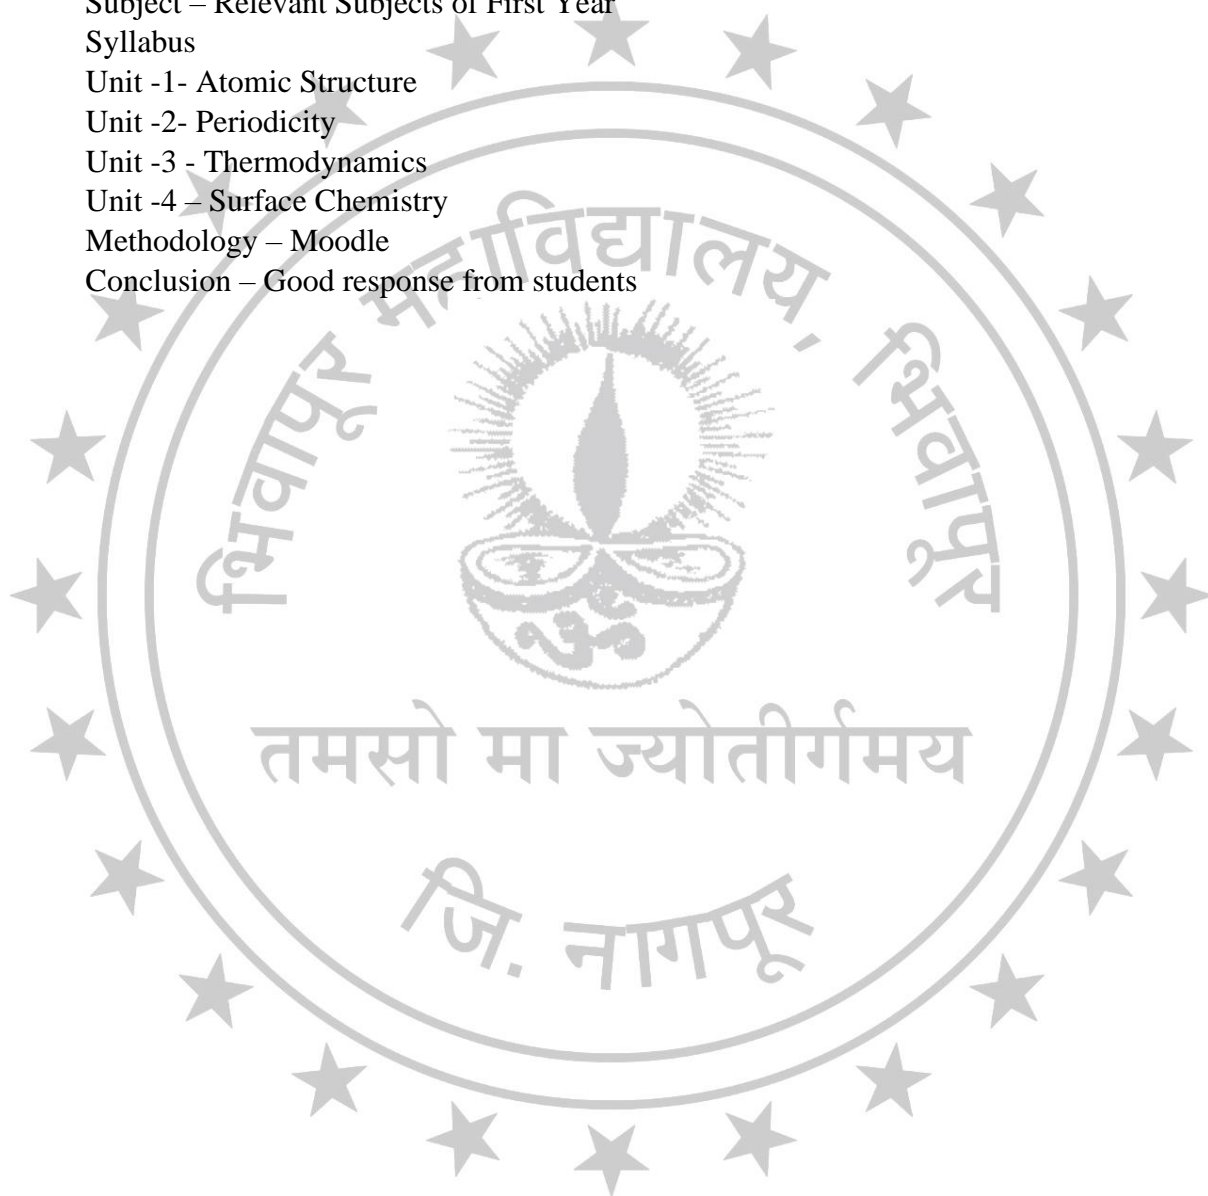 Subject – Relevant Subjects of First Year
Syllabus
Unit -1- Atomic Structure
Unit -2- Periodicity
Unit -3 - Thermodynamics
Unit -4 – Surface Chemistry
Methodology – Moodle
Conclusion – Good response from students
भिवापूर महाविद्यालय, भिवापूर
तमसो मा ज्योतीर्गमय
जि. नागपूर